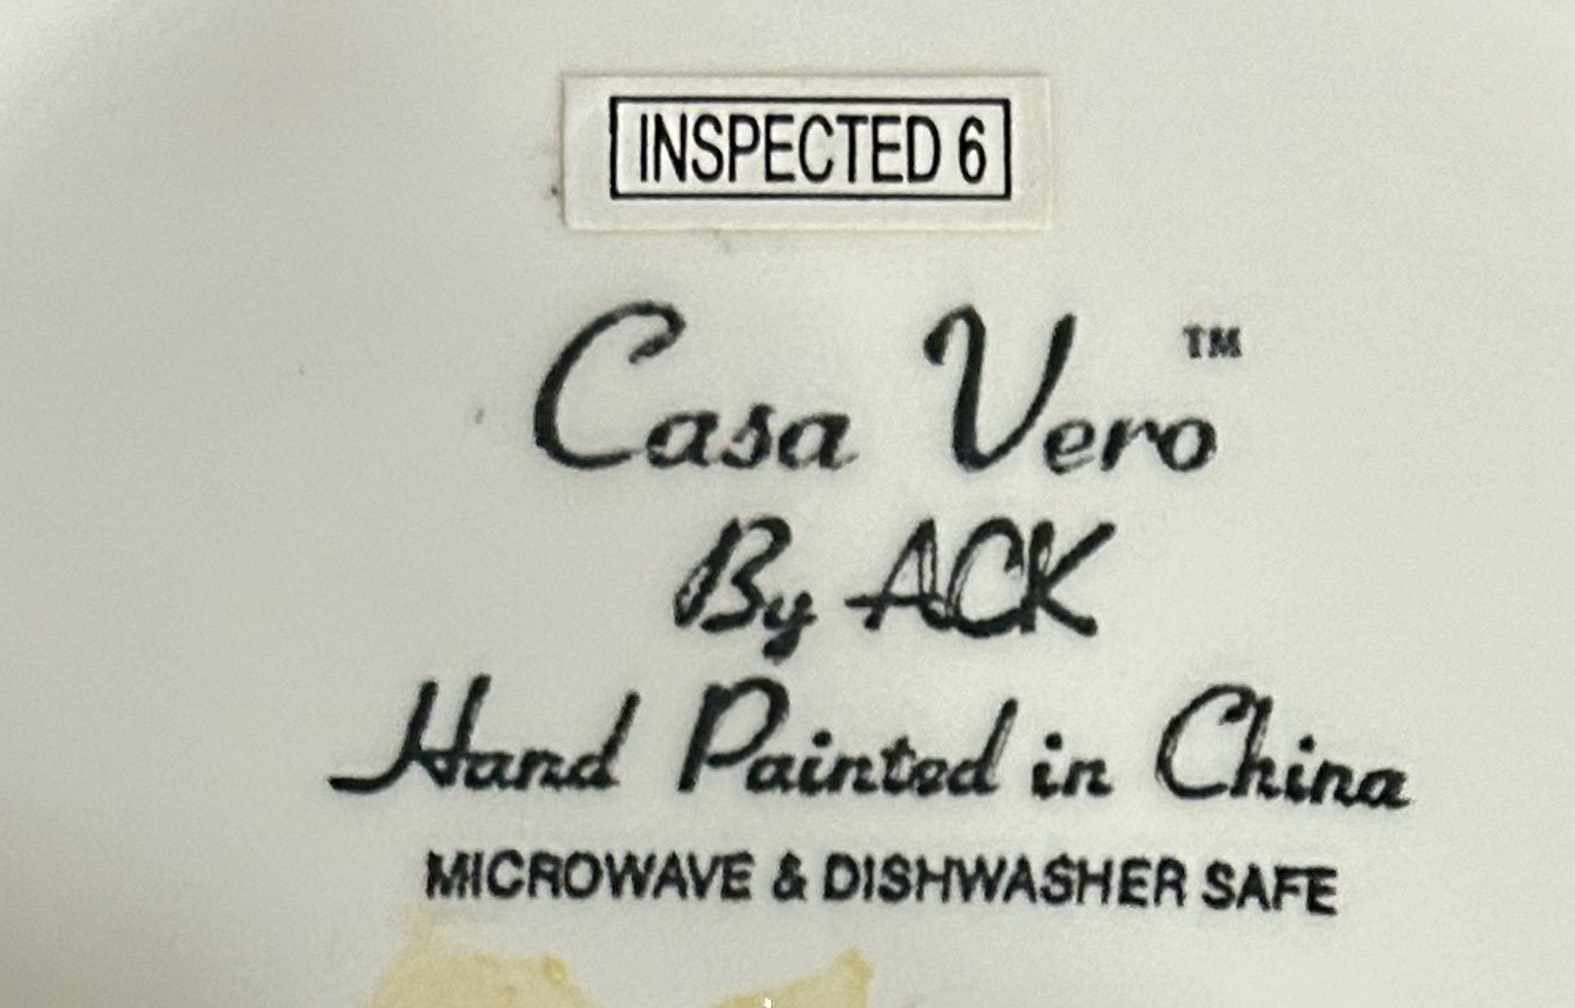 INSPECTED 6
Casa Vero™
By ACK
Hand Painted in China
MICROWAVE & DISHWASHER SAFE